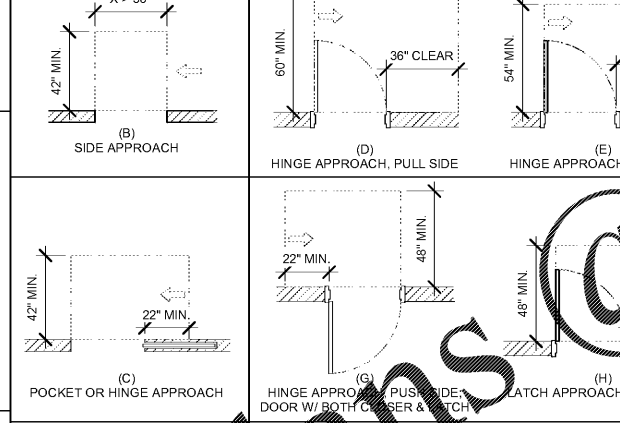 42" MIN.
(B)
SIDE APPROACH
60" MIN.
36" CLEAR
(D)
HINGE APPROACH, PULL SIDE
54" MIN.
(E)
HINGE APPROACH
42" MIN.
22" MIN.
(C)
POCKET OR HINGE APPROACH
22" MIN.
48" MIN.
(G)
HINGE APPROACH, PUSH SIDE;
DOOR W/ BOTH CLOSER & LATCH
48" MIN.
(H)
LATCH APPROACH
ns ©